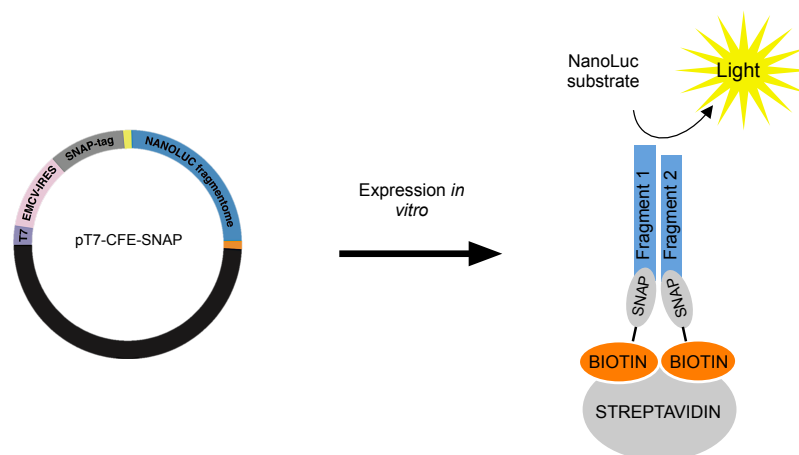 T7
EMCV-IRES
SNAP-tag
NANOLUC fragmentome
pT7-CFE-SNAP
Expression in
vitro
NanoLuc
substrate
Light
Fragment 1
Fragment 2
SNAP
SNAP
BIOTIN
BIOTIN
STREPTAVIDIN